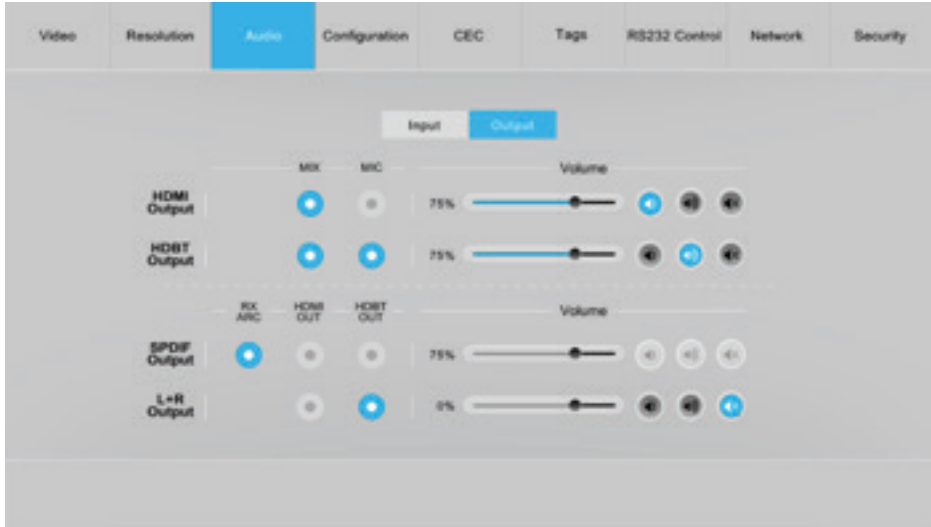 Video Resolution Audio Configuration CEC Tags RS232 Control Network Security
Input Output
MIX MIC Volume
HDMI
Output 75%
HDBT
Output 75%
RX
ARC HDMI
OUT HDBT
OUT Volume
SPDIF
Output 75%
L+R
Output 0%